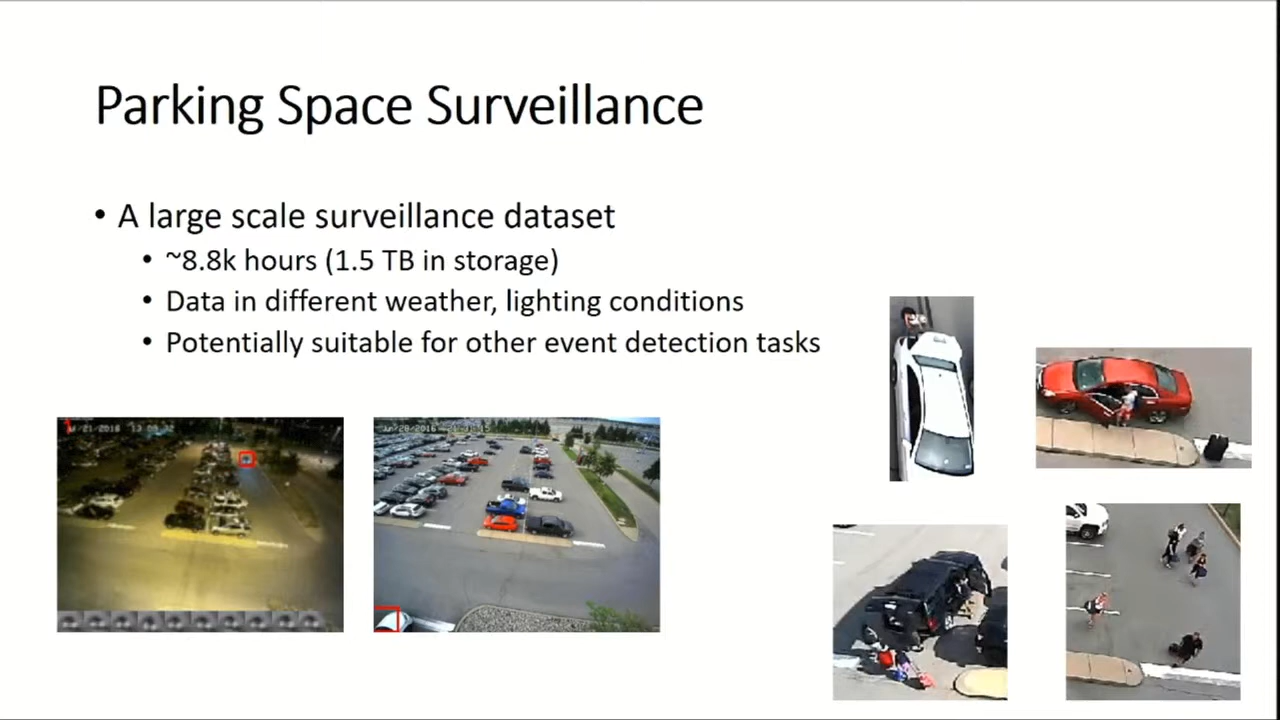 Parking Space Surveillance
• A large scale surveillance dataset
• ~8.8k hours (1.5 TB in storage)
• Data in different weather, lighting conditions
• Potentially suitable for other event detection tasks